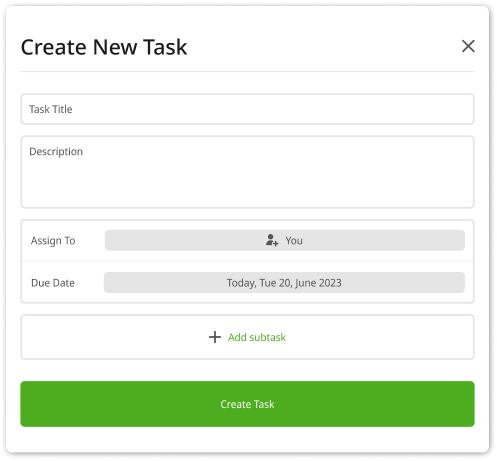 Create New Task
Task Title
Description
Assign To
You
Due Date
Today, Tue 20, June 2023
Add subtask
Create Task